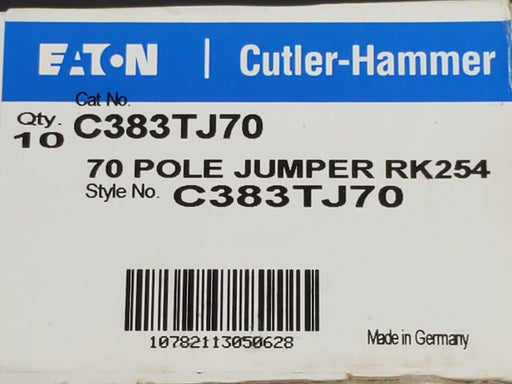 EATON | Cutler-Hammer
Cat No.
Qty. C383TJ70
10
70 POLE JUMPER RK254
Style No. C383TJ70
10782113050628
Made in Germany